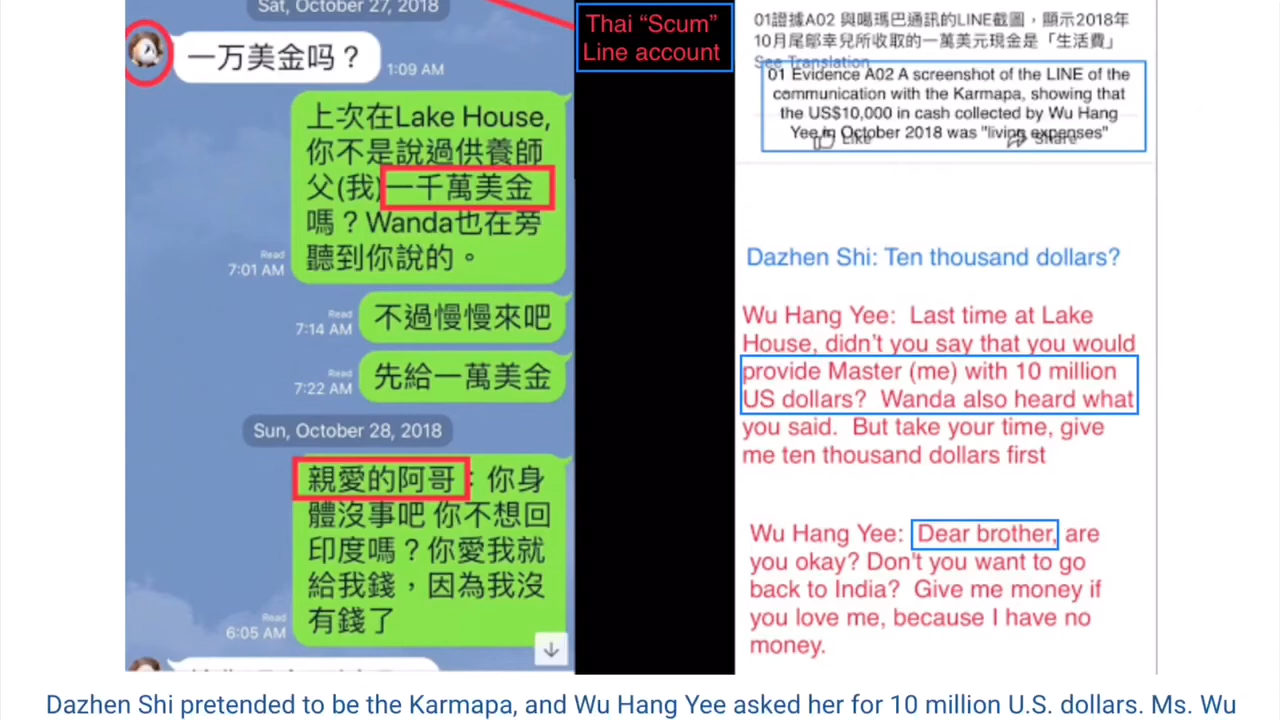 Sat, October 27, 2018
一万美金吗？
1:09 AM
上次在Lake House,
你不是說過供養師
父(我)一千萬美金
嗎？Wanda也在旁
聽到你說的。
Read
7:01 AM
不過慢慢來吧
Read
7:14 AM
先給一萬美金
Read
7:22 AM
Sun, October 28, 2018
親愛的阿哥：你身
體沒事吧 你不想回
印度嗎？你愛我就
給我錢，因為我沒
有錢了
Read
6:05 AM
Thai “Scum”
Line account
01證據A02 與噶瑪巴通訊的LINE截圖，顯示2018年
10月尾鄔幸兒所收取的一萬美元現金是「生活費」
See Translation
01 Evidence A02 A screenshot of the LINE of the
communication with the Karmapa, showing that
the US$10,000 in cash collected by Wu Hang
Yee in October 2018 was "living expenses"
Like
Share
Dazhen Shi: Ten thousand dollars?
Wu Hang Yee: Last time at Lake
House, didn't you say that you would
provide Master (me) with 10 million
US dollars? Wanda also heard what
you said. But take your time, give
me ten thousand dollars first
Wu Hang Yee: Dear brother, are
you okay? Don't you want to go
back to India? Give me money if
you love me, because I have no
money.
Dazhen Shi pretended to be the Karmapa, and Wu Hang Yee asked her for 10 million U.S. dollars. Ms. Wu